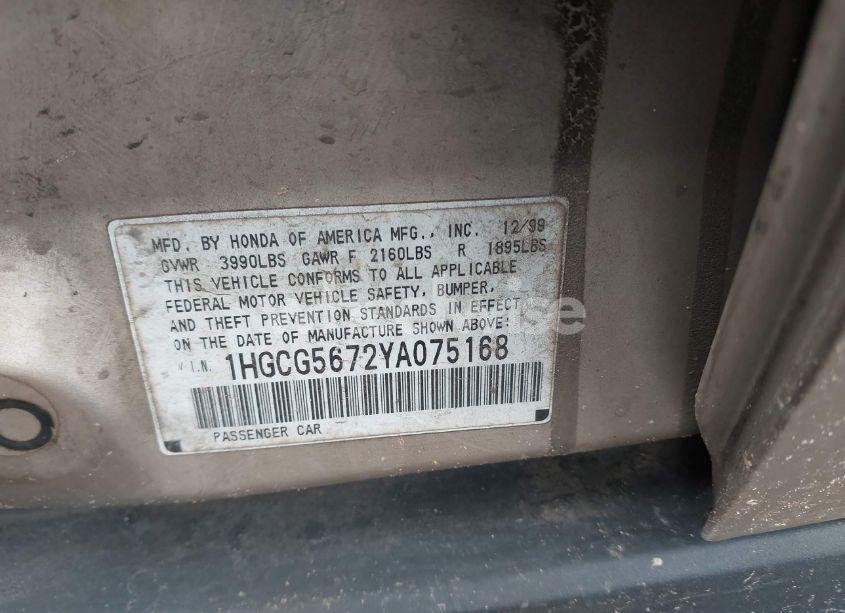 MFD. BY HONDA OF AMERICA MFG., INC. 12/99
GVWR 3990LBS GAWR F 2160LBS R 1895LBS
THIS VEHICLE CONFORMS TO ALL APPLICABLE
FEDERAL MOTOR VEHICLE SAFETY, BUMPER,
AND THEFT PREVENTION STANDARDS IN EFFECT
ON THE DATE OF MANUFACTURE SHOWN ABOVE.
V.I.N. 1HGCG5672YA075168
PASSENGER CAR